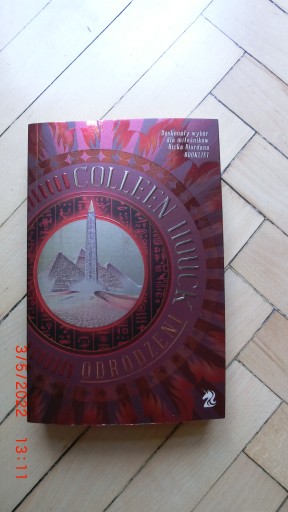 Doskonały wybór
dla miłośników
Ricka Riordana
BOOKLIST
COLLEEN HOUCK
ODRODZENI
3/6/2022 13:11